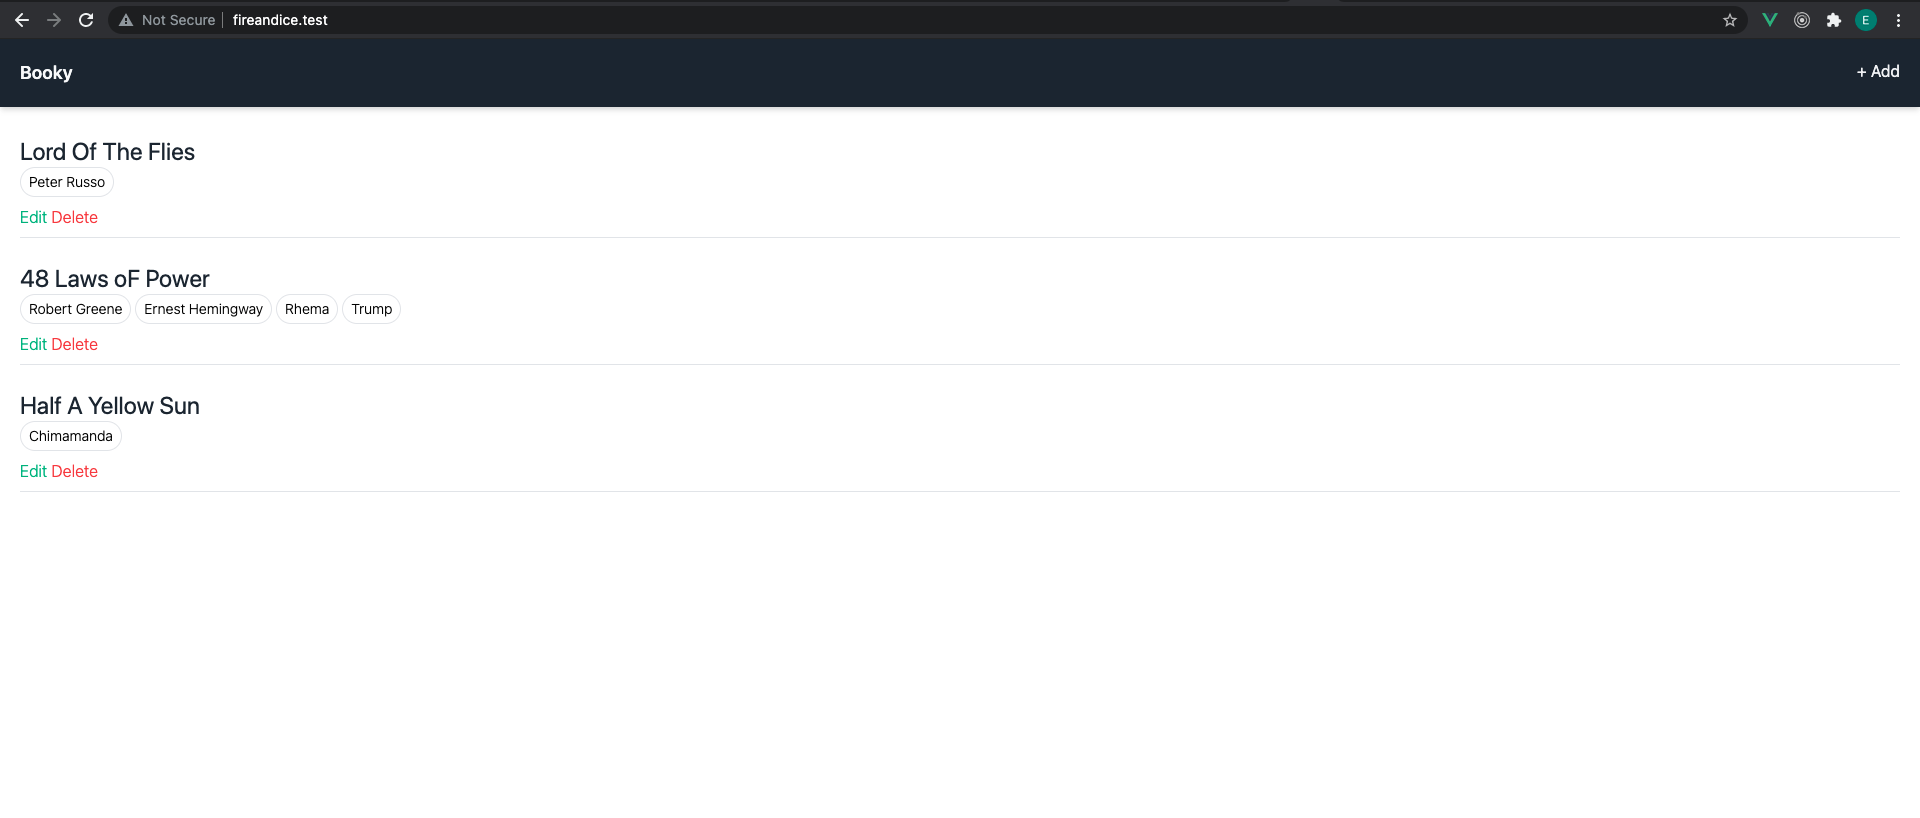 Not Secure fireandice.test E
Booky + Add
Lord Of The Flies
Peter Russo
Edit Delete
48 Laws oF Power
Robert Greene Ernest Hemingway Rhema Trump
Edit Delete
Half A Yellow Sun
Chimamanda
Edit Delete